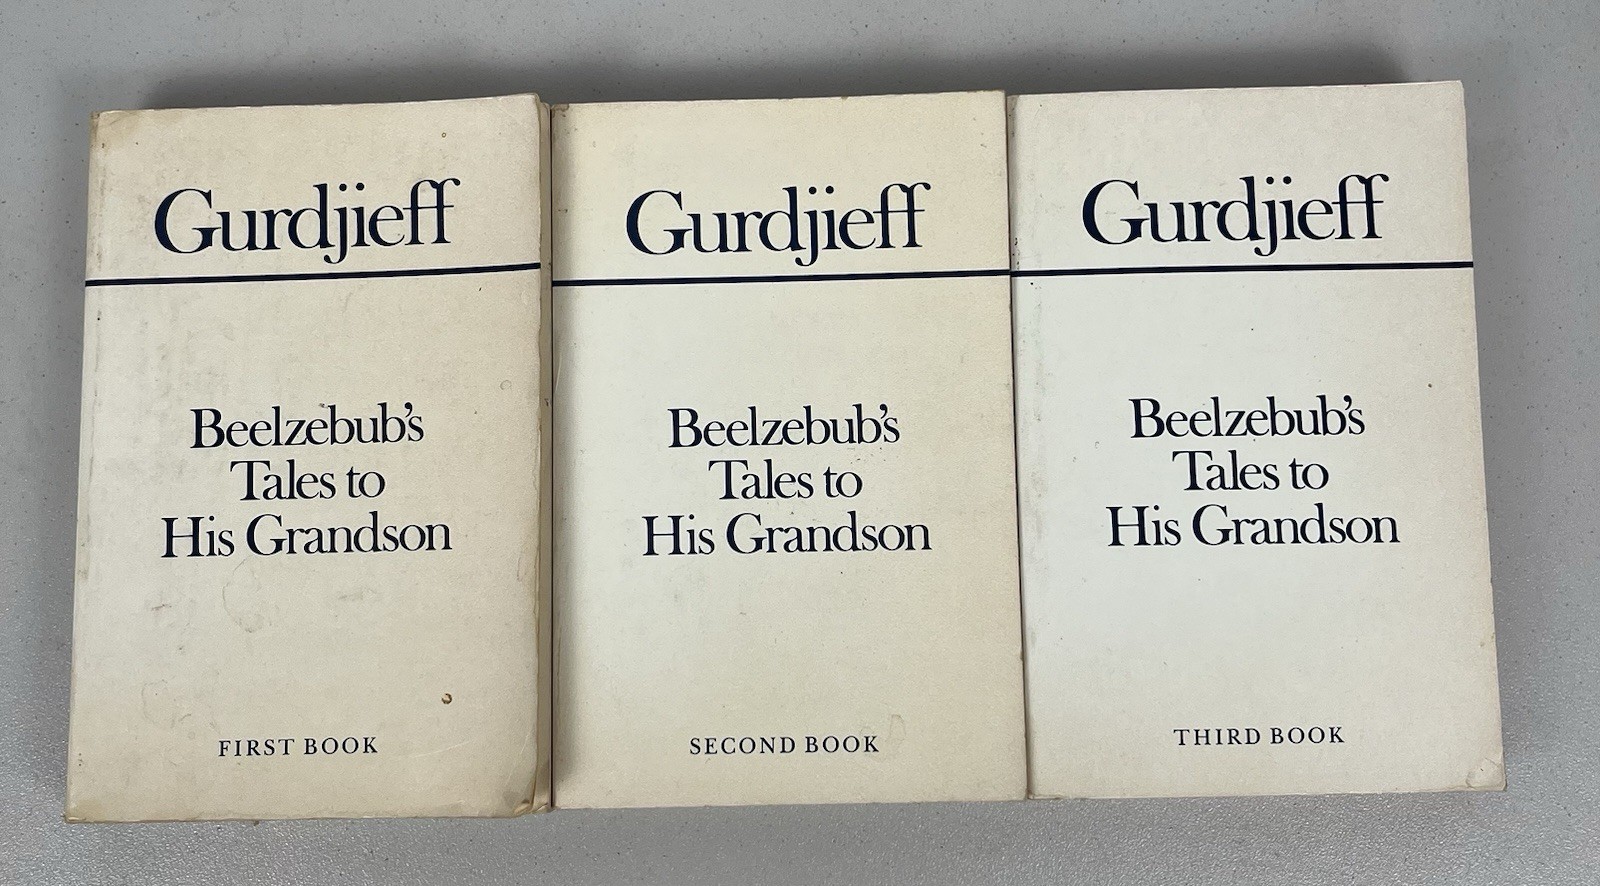 Gurdjieff
Beelzebub's
Tales to
His Grandson
FIRST BOOK
Gurdjieff
Beelzebub's
Tales to
His Grandson
SECOND BOOK
Gurdjieff
Beelzebub's
Tales to
His Grandson
THIRD BOOK